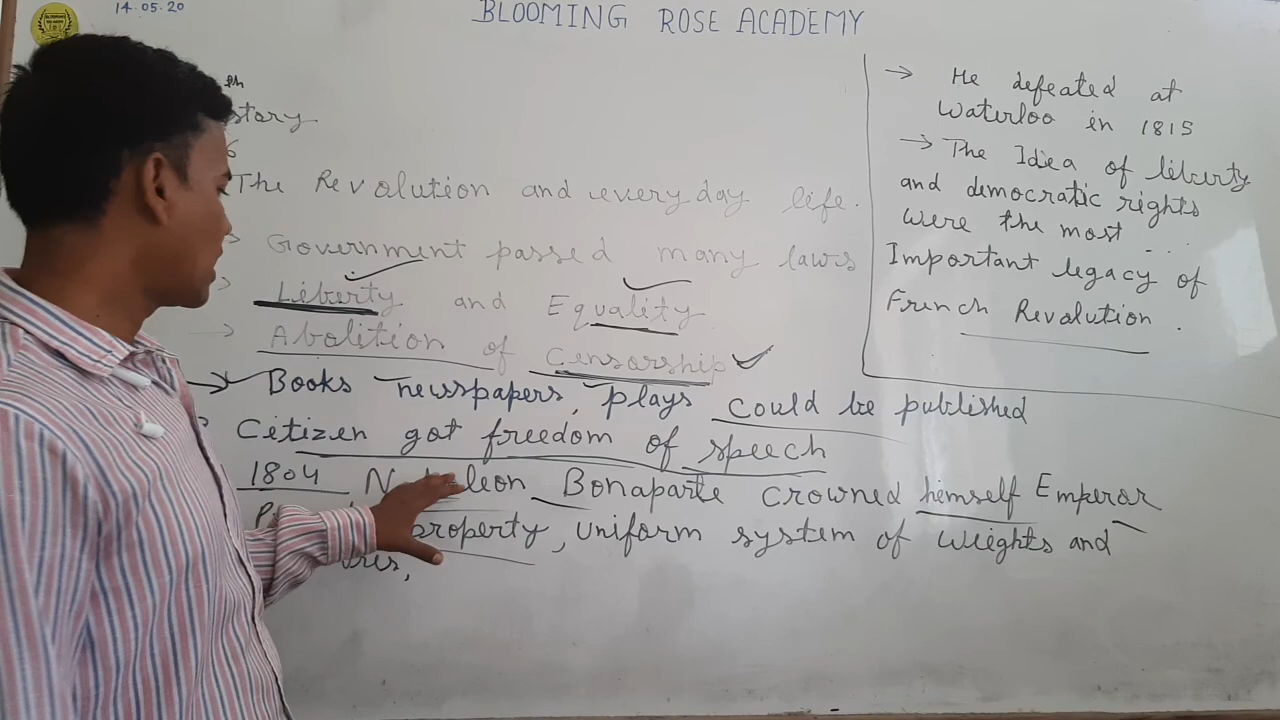 14.05.20
BLOOMING ROSE ACADEMY
story
6
The Revolution and everyday life.
→ Government passed many laws
→ Liberty and Equality
→ Abolition of Censorship ✓
→ Books newspapers, plays could be published
Citizen got freedom of speech
1804 Bonaparte crowned himself Emperor
property, uniform system of weights and
→ He defeated at
Waterloo in 1815
→ The Idea of liberty
and democratic rights
were the most ...
Important legacy of
French Revolution.